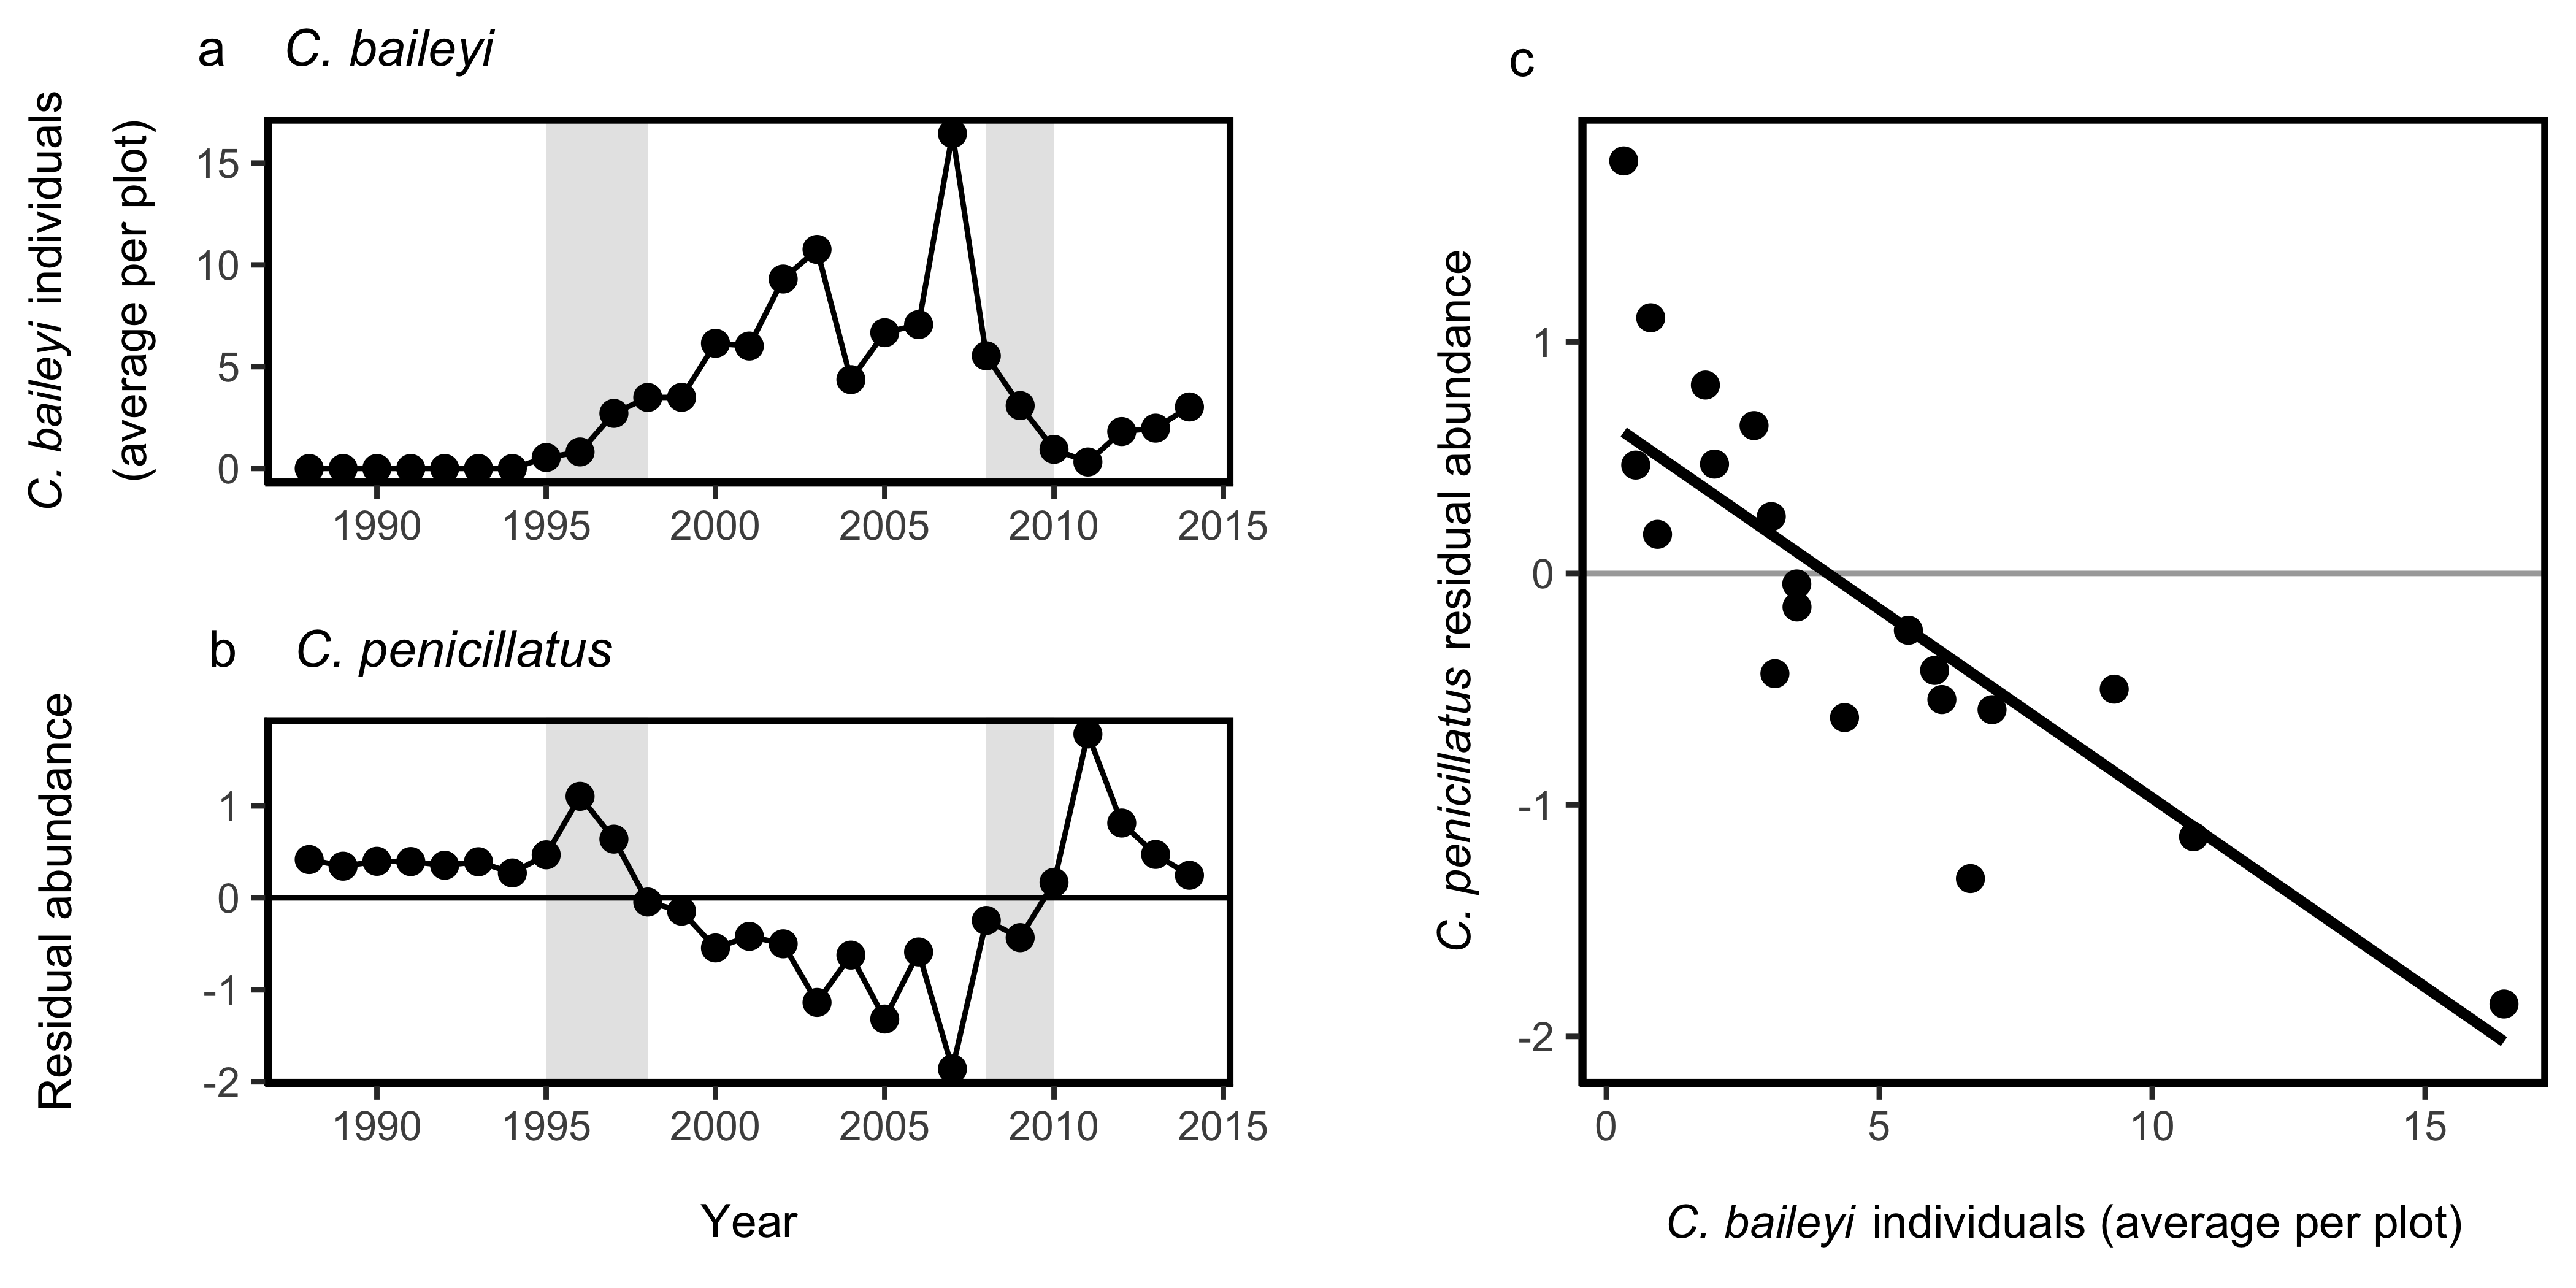 a C. baileyi
C. baileyi individuals
(average per plot)
15
10
5
0
1990 1995 2000 2005 2010 2015
b C. penicillatus
Residual abundance
1
0
-1
-2
1990 1995 2000 2005 2010 2015
Year
c
C. penicillatus residual abundance
1
0
-1
-2
0 5 10 15
C. baileyi individuals (average per plot)